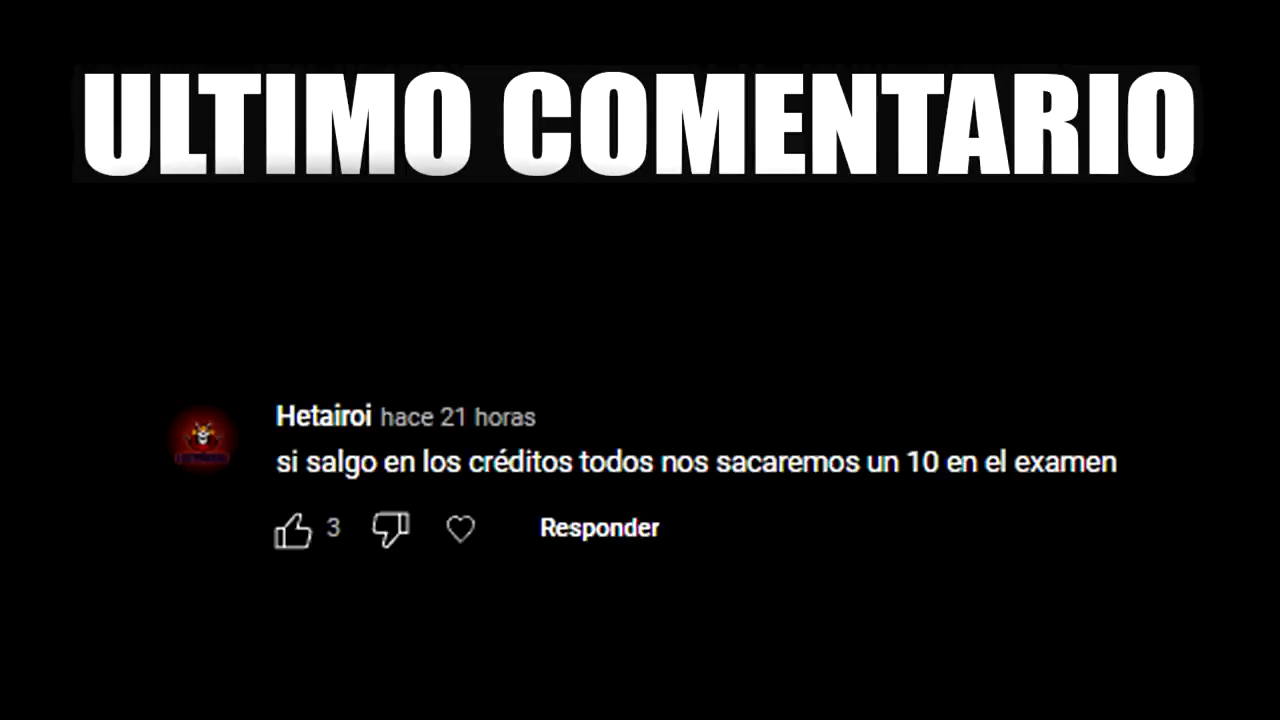 ULTIMO COMENTARIO
Hetairoi hace 21 horas
si salgo en los créditos todos nos sacaremos un 10 en el examen
3 Responder